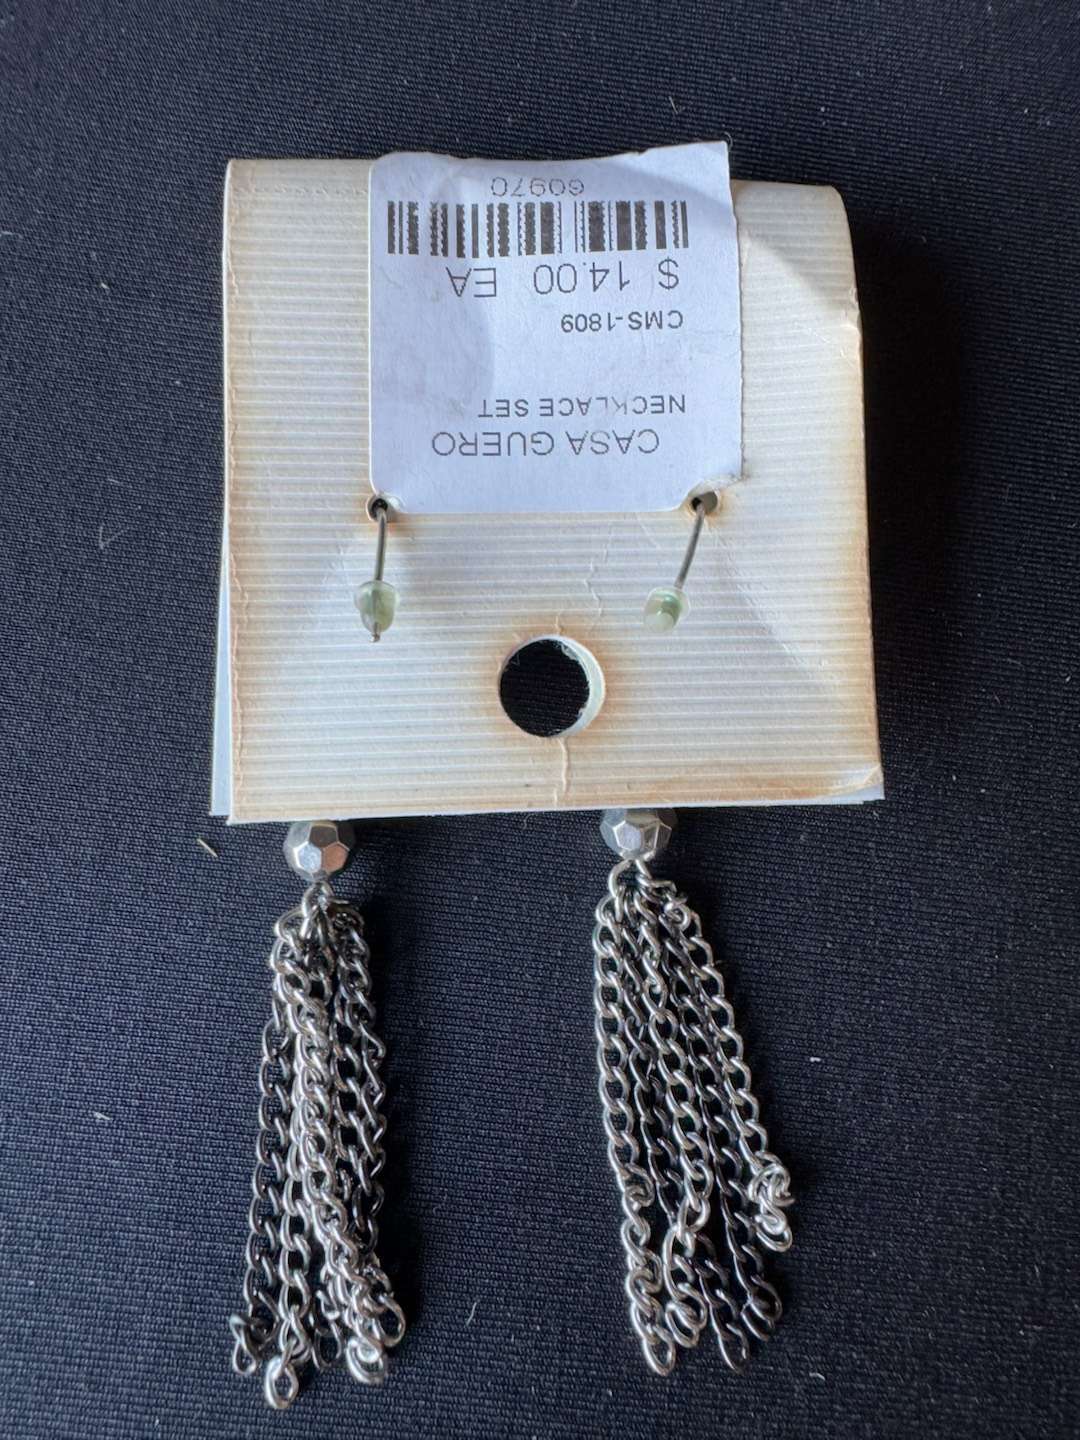 CASA GUERO
NECKLACE SET
CMS-1809
$ 14.00 EA
60970